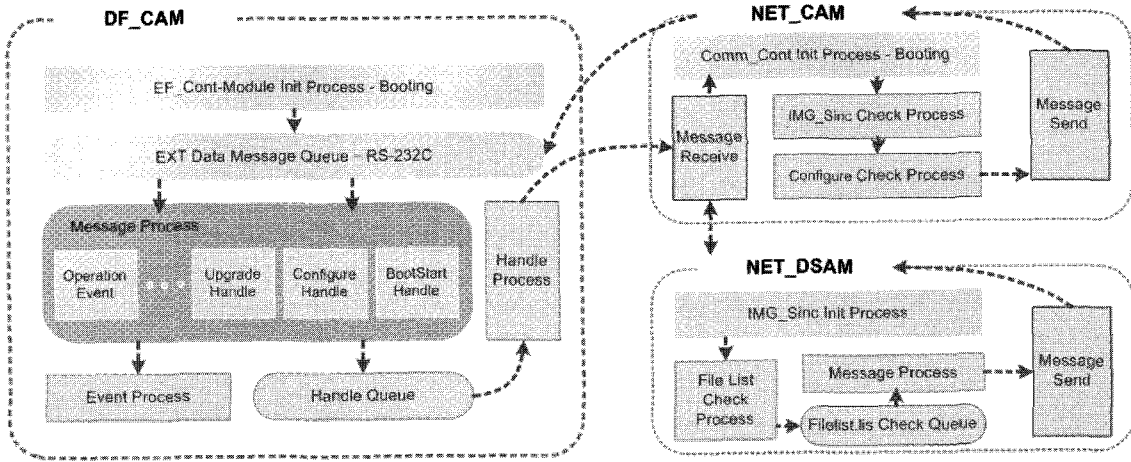 DF_CAM
EF_Cont-Module Init Process - Booting
EXT Data Message Queue - RS-232C
Message Process
Operation
Event
Upgrade
Handle
Configure
Handle
BootStart
Handle
Handle
Process
Event Process
Handle Queue
NET_CAM
Comm_Cont Init Process - Booting
Message
Receive
IMG_Sinc Check Process
Configure Check Process
Message
Send
NET_DSAM
IMG_Sinc Init Process
File List
Check
Process
Message Process
Filelist.lis Check Queue
Message
Send